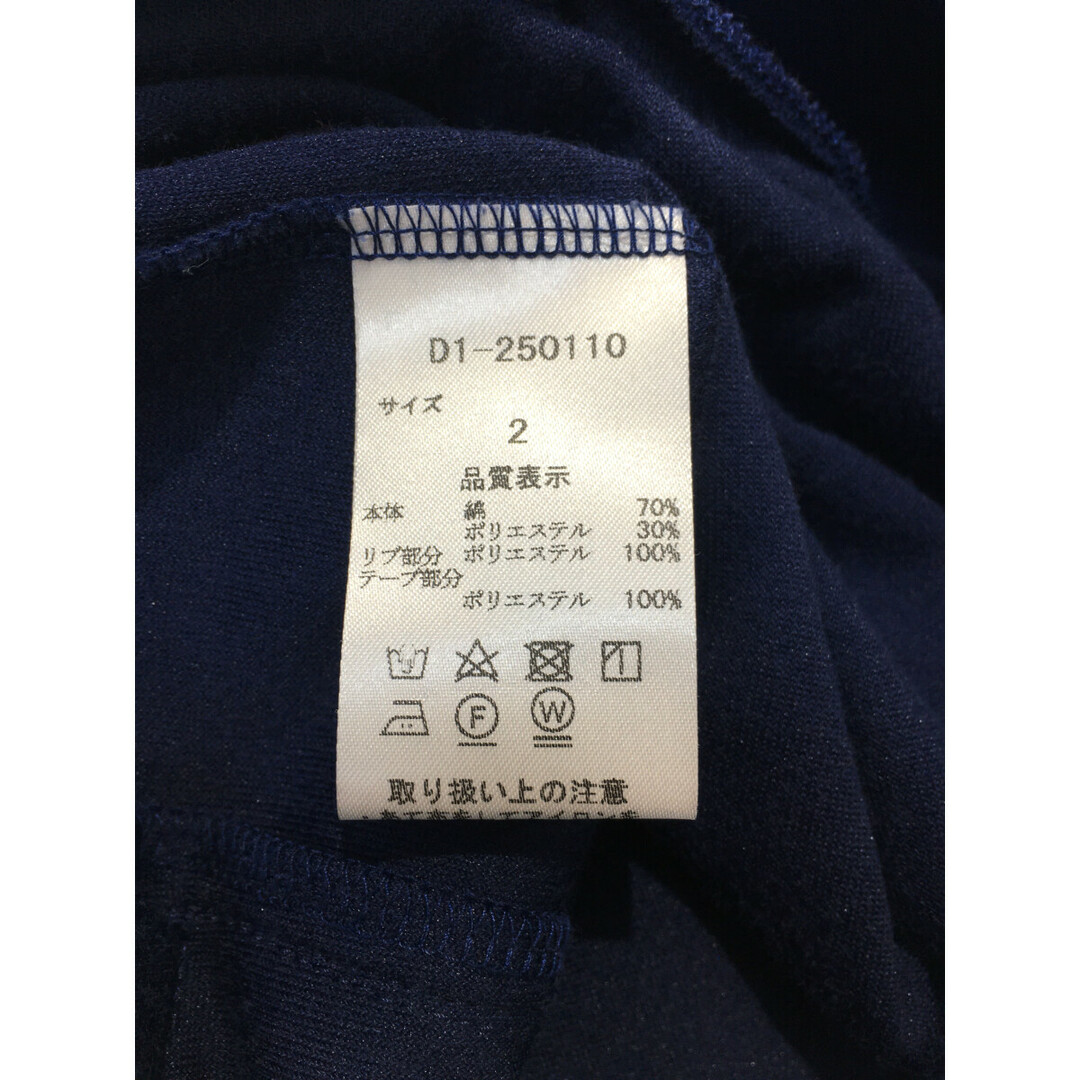 D1-250110
サイズ
2
品質表示
本体 綿 70%
ポリエステル 30%
リブ部分 ポリエステル 100%
テープ部分
ポリエステル 100%
F W
取り扱い上の注意